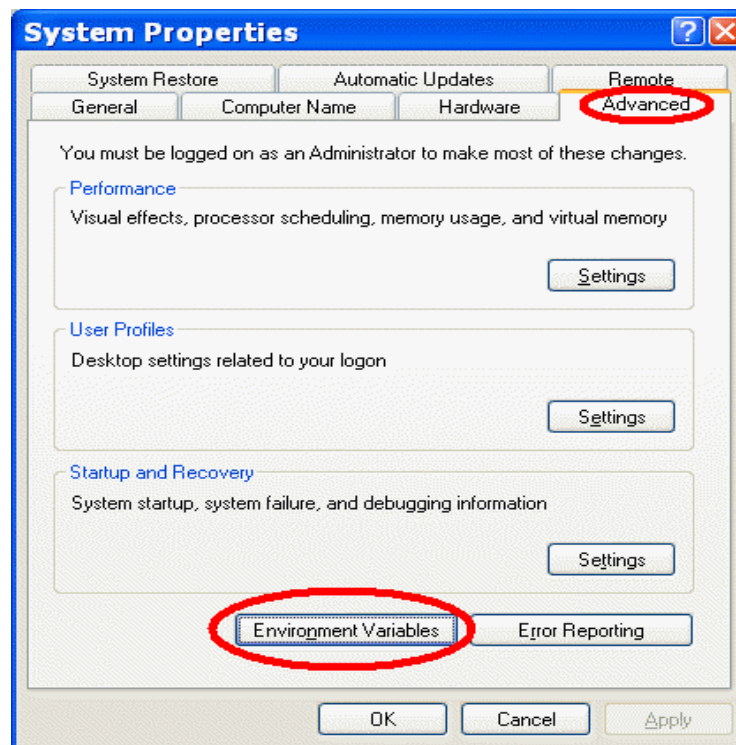 System Properties
System Restore Automatic Updates Remote
General Computer Name Hardware Advanced
You must be logged on as an Administrator to make most of these changes.
Performance
Visual effects, processor scheduling, memory usage, and virtual memory
Settings
User Profiles
Desktop settings related to your logon
Settings
Startup and Recovery
System startup, system failure, and debugging information
Settings
Environment Variables Error Reporting
OK Cancel Apply